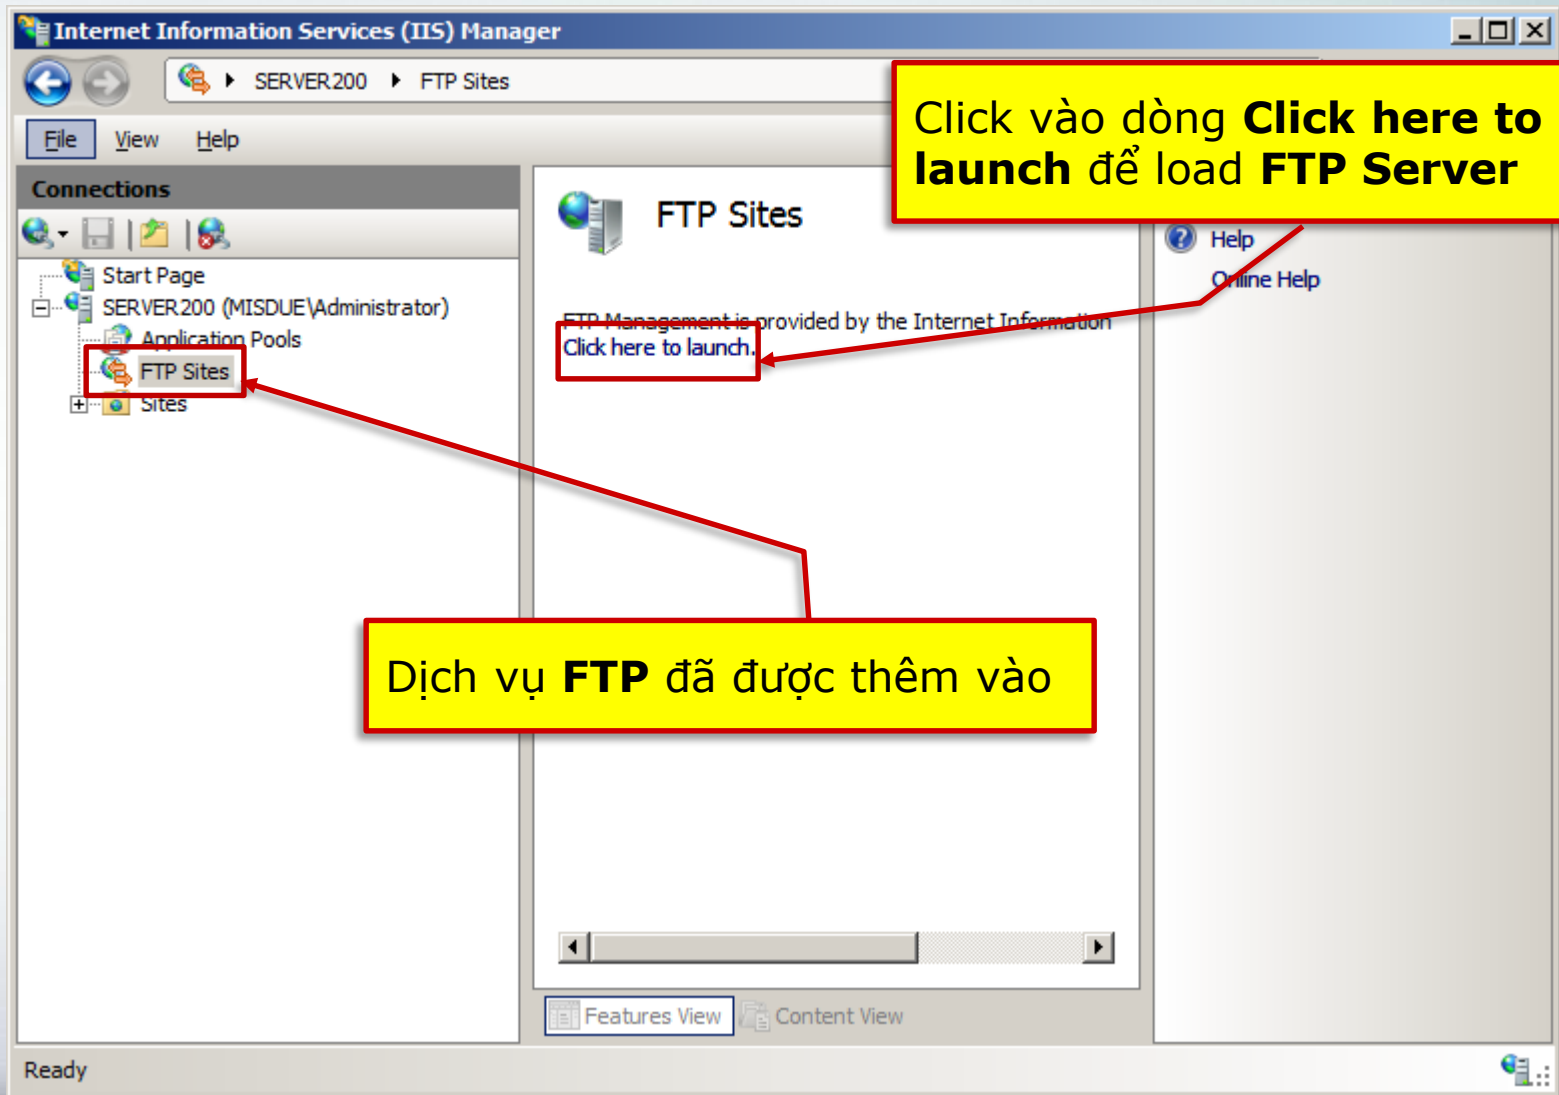 Internet Information Services (IIS) Manager
SERVER200 FTP Sites
File View Help
Click vào dòng Click here to
launch để load FTP Server
Connections
FTP Sites
Help
Online Help
Start Page
SERVER200 (MISDUE\Administrator)
Application Pools
FTP Sites
Sites
FTP Management is provided by the Internet Information
Click here to launch.
Dịch vụ FTP đã được thêm vào
Features View Content View
Ready